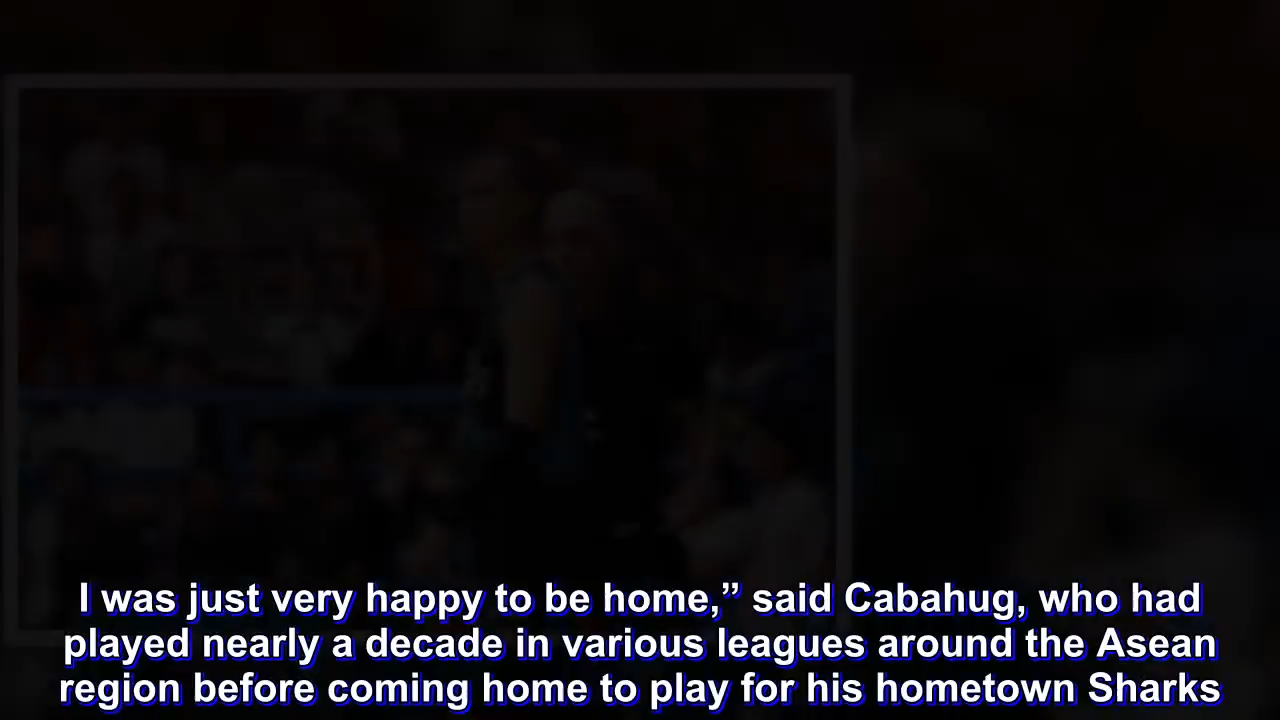 I was just very happy to be home,” said Cabahug, who had
played nearly a decade in various leagues around the Asean
region before coming home to play for his hometown Sharks